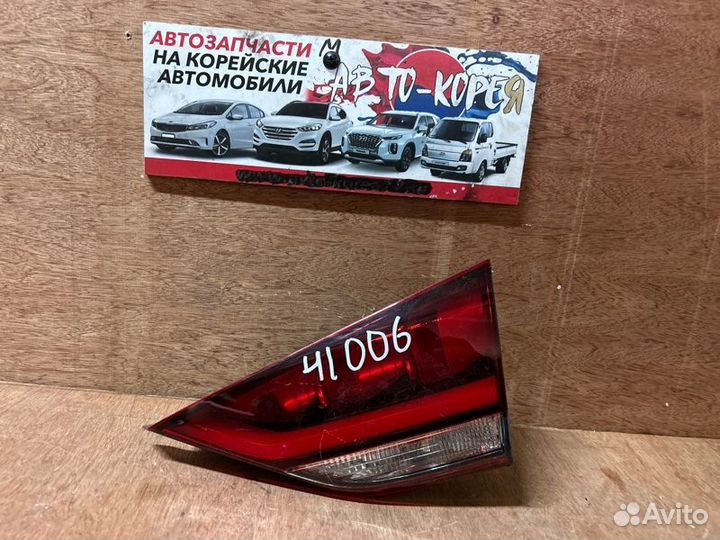 АВТОЗАПЧАСТИ
НА КОРЕЙСКИЕ
АВТОМОБИЛИ
АВТО-КОРЕЯ
41006
Avito